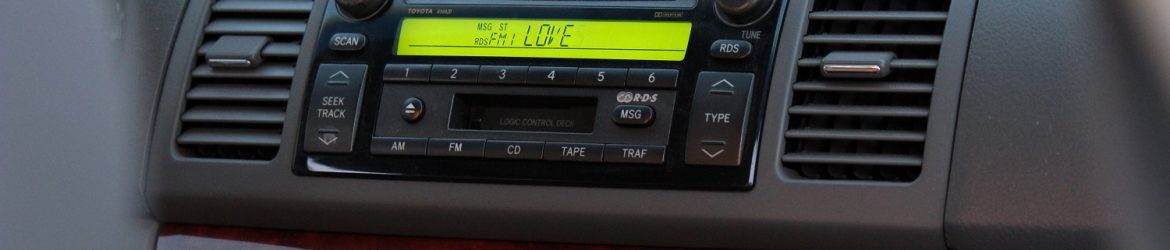 TOYOTA
MSG ST
RDS FM1 LOVE
SCAN
TUNE
RDS
1 2 3 4 5 6
SEEK
TRACK
RDS
MSG
TYPE
LOGIC CONTROL DECK
AM FM CD TAPE TRAF